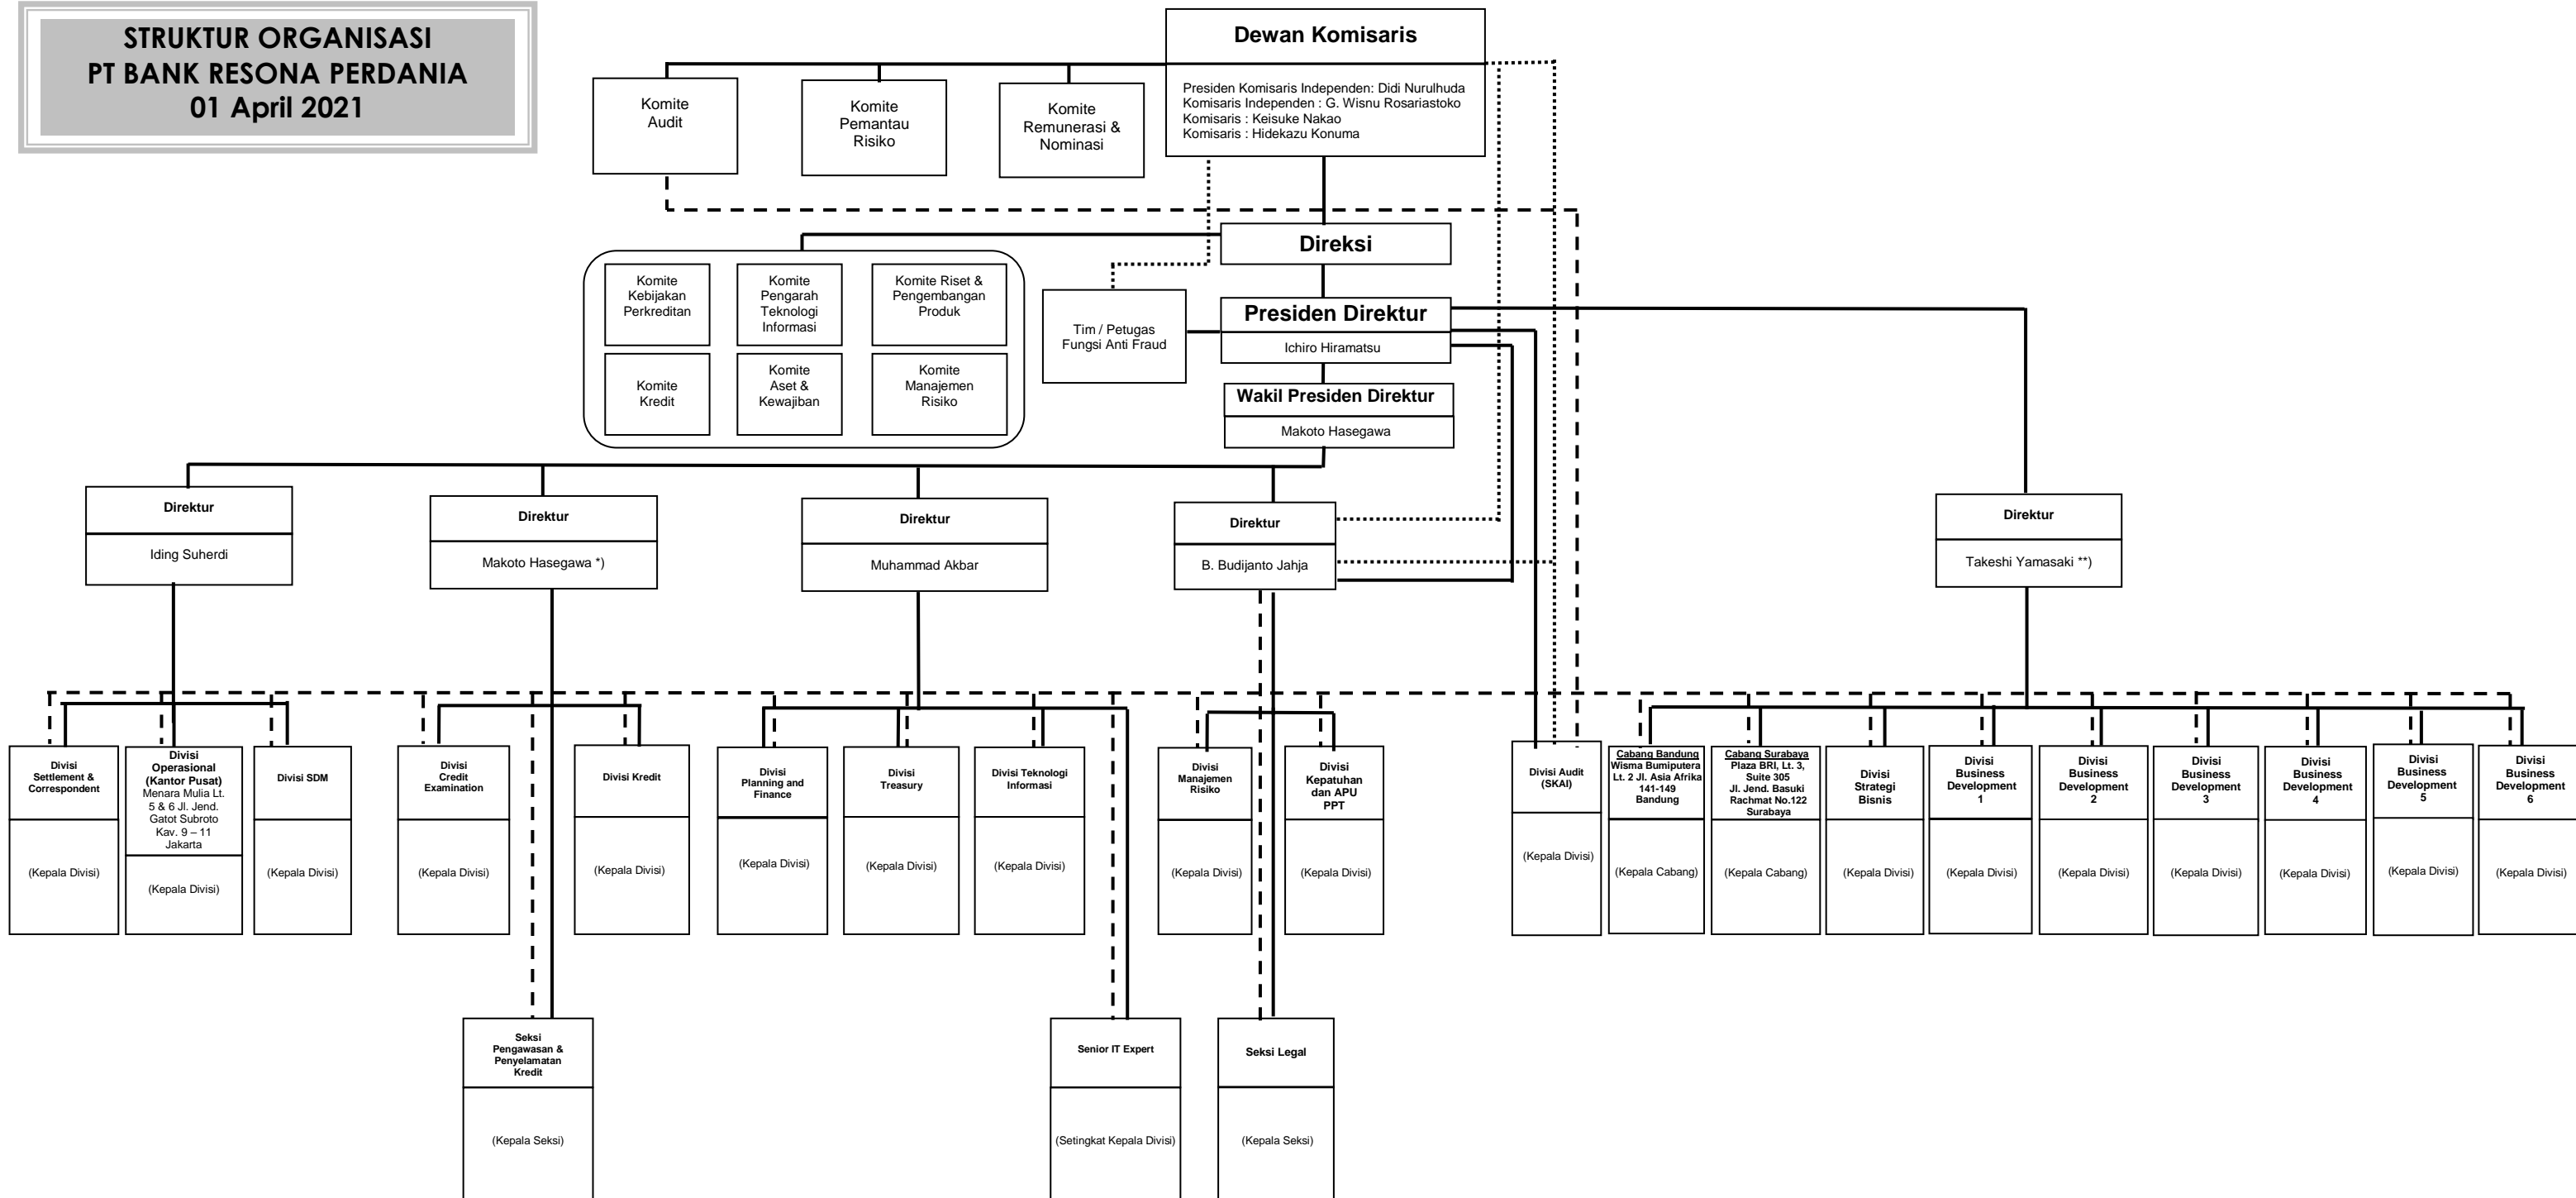 STRUKTUR ORGANISASI
PT BANK RESONA PERDANIA
01 April 2021
Dewan Komisaris
Presiden Komisaris Independen: Didi Nurulhuda
Komisaris Independen : G. Wisnu Rosariastoko
Komisaris : Keisuke Nakao
Komisaris : Hidekazu Konuma
Komite
Audit
Komite
Pemantau
Risiko
Komite
Remunerasi &
Nominasi
Direksi
Komite
Kebijakan
Perkreditan
Komite
Pengarah
Teknologi
Informasi
Komite Riset &
Pengembangan
Produk
Komite
Kredit
Komite
Aset &
Kewajiban
Komite
Manajemen
Risiko
Tim / Petugas
Fungsi Anti Fraud
Presiden Direktur
Ichiro Hiramatsu
Wakil Presiden Direktur
Makoto Hasegawa
Direktur
Iding Suherdi
Direktur
Makoto Hasegawa *)
Direktur
Muhammad Akbar
Direktur
B. Budijanto Jahja
Direktur
Takeshi Yamasaki **)
Divisi
Settlement &
Correspondent
(Kepala Divisi)
Divisi
Operasional
(Kantor Pusat)
Menara Mulia Lt.
5 & 6 Jl. Jend.
Gatot Subroto
Kav. 9 – 11
Jakarta
(Kepala Divisi)
Divisi SDM
(Kepala Divisi)
Divisi
Credit
Examination
(Kepala Divisi)
Divisi Kredit
(Kepala Divisi)
Divisi
Planning and
Finance
(Kepala Divisi)
Divisi
Treasury
(Kepala Divisi)
Divisi Teknologi
Informasi
(Kepala Divisi)
Divisi
Manajemen
Risiko
(Kepala Divisi)
Divisi
Kepatuhan
dan APU
PPT
(Kepala Divisi)
Divisi Audit
(SKAI)
(Kepala Divisi)
Cabang Bandung
Wisma Bumiputera
Lt. 2 Jl. Asia Afrika
141-149
Bandung
(Kepala Cabang)
Cabang Surabaya
Plaza BRI, Lt. 3,
Suite 305
Jl. Jend. Basuki
Rachmat No.122
Surabaya
(Kepala Cabang)
Divisi
Strategi
Bisnis
(Kepala Divisi)
Divisi
Business
Development
1
(Kepala Divisi)
Divisi
Business
Development
2
(Kepala Divisi)
Divisi
Business
Development
3
(Kepala Divisi)
Divisi
Business
Development
4
(Kepala Divisi)
Divisi
Business
Development
5
(Kepala Divisi)
Divisi
Business
Development
6
(Kepala Divisi)
Seksi
Pengawasan &
Penyelamatan
Kredit
(Kepala Seksi)
Senior IT Expert
(Setingkat Kepala Divisi)
Seksi Legal
(Kepala Seksi)